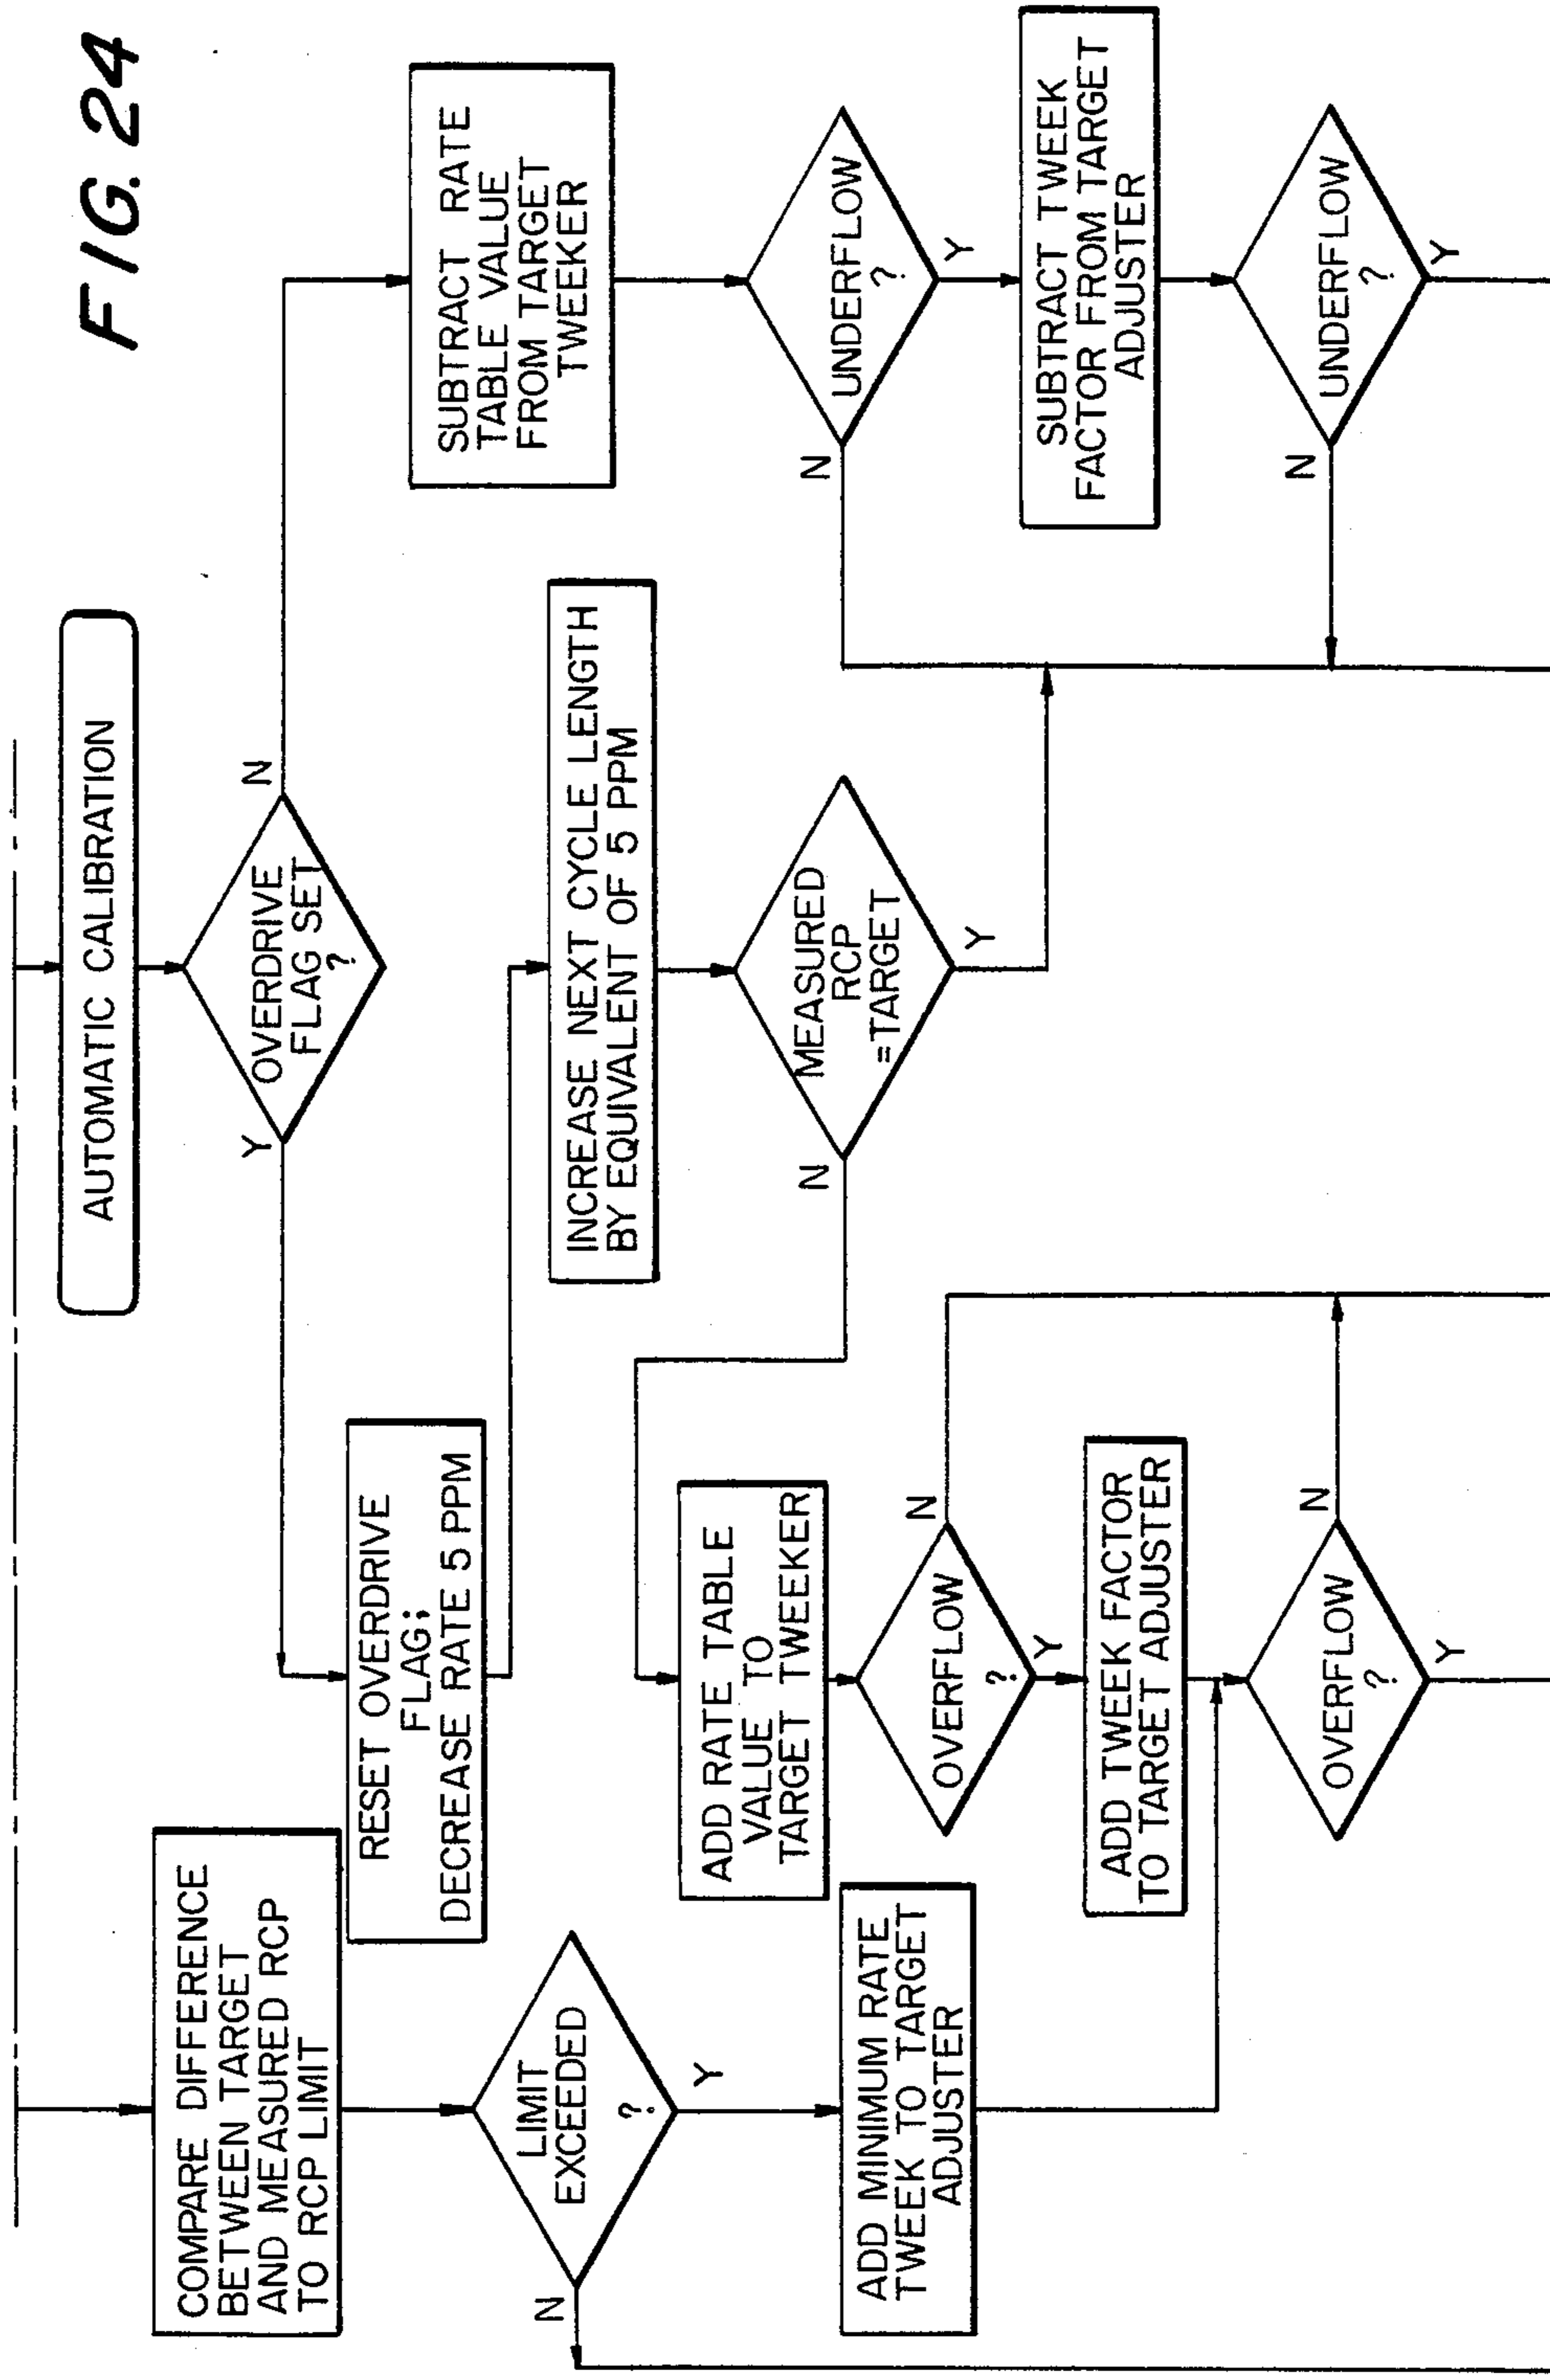 FIG. 24
AUTOMATIC CALIBRATION
OVERDRIVE
FLAG SET
?
Y
N
COMPARE DIFFERENCE
BETWEEN TARGET
AND MEASURED RCP
TO RCP LIMIT
RESET OVERDRIVE
FLAG;
DECREASE RATE 5 PPM
SUBTRACT RATE
TABLE VALUE
FROM TARGET
TWEEKER
LIMIT
EXCEEDED
?
N
Y
INCREASE NEXT CYCLE LENGTH
BY EQUIVALENT OF 5 PPM
MEASURED
RCP
=TARGET
N
Y
UNDERFLOW
?
N
Y
ADD RATE TABLE
VALUE TO
TARGET TWEEKER
ADD MINIMUM RATE
TWEEK TO TARGET
ADJUSTER
OVERFLOW
?
N
Y
SUBTRACT TWEEK
FACTOR FROM TARGET
ADJUSTER
ADD TWEEK FACTOR
TO TARGET ADJUSTER
OVERFLOW
?
N
Y
UNDERFLOW
?
N
Y